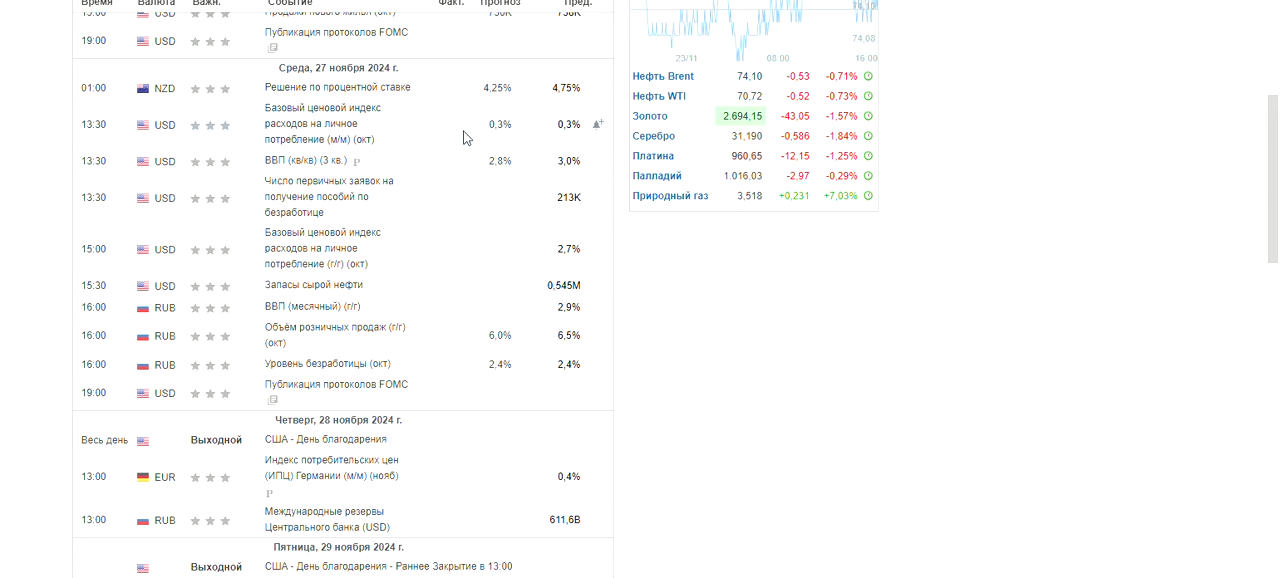 Время Валюта Важн. Событие Факт. Прогноз Пред.
USD Продажи нового жилья (окт)
19:00 USD Публикация протоколов FOMC
Среда, 27 ноября 2024 г.
01:00 NZD Решение по процентной ставке 4,25% 4,75%
Базовый ценовой индекс
13:30 USD расходов на личное 0,3% 0,3%
потребление (м/м) (окт)
13:30 USD ВВП (кв/кв) (3 кв.) P 2,8% 3,0%
Число первичных заявок на
13:30 USD получение пособий по 213K
безработице
Базовый ценовой индекс
15:00 USD расходов на личное 2,7%
потребление (г/г) (окт)
15:30 USD Запасы сырой нефти 0,545M
16:00 RUB ВВП (месячный) (г/г) 2,9%
Объём розничных продаж (г/г)
16:00 RUB (окт) 6,0% 6,5%
16:00 RUB Уровень безработицы (окт) 2,4% 2,4%
19:00 USD Публикация протоколов FOMC
Четверг, 28 ноября 2024 г.
Весь день Выходной США - День благодарения
Индекс потребительских цен
13:00 EUR (ИПЦ) Германии (м/м) (нояб) 0,4%
P
Международные резервы
13:00 RUB Центрального банка (USD) 611,6B
Пятница, 29 ноября 2024 г.
Выходной США - День благодарения - Раннее Закрытие в 13:00
74,10
74,08
23/11 08 00 16 00
Нефть Brent 74,10 -0,53 -0,71%
Нефть WTI 70,72 -0,52 -0,73%
Золото 2.694,15 -43,05 -1,57%
Серебро 31,190 -0,586 -1,84%
Платина 960,65 -12,15 -1,25%
Палладий 1.016,03 -2,97 -0,29%
Природный газ 3,518 +0,231 +7,03%